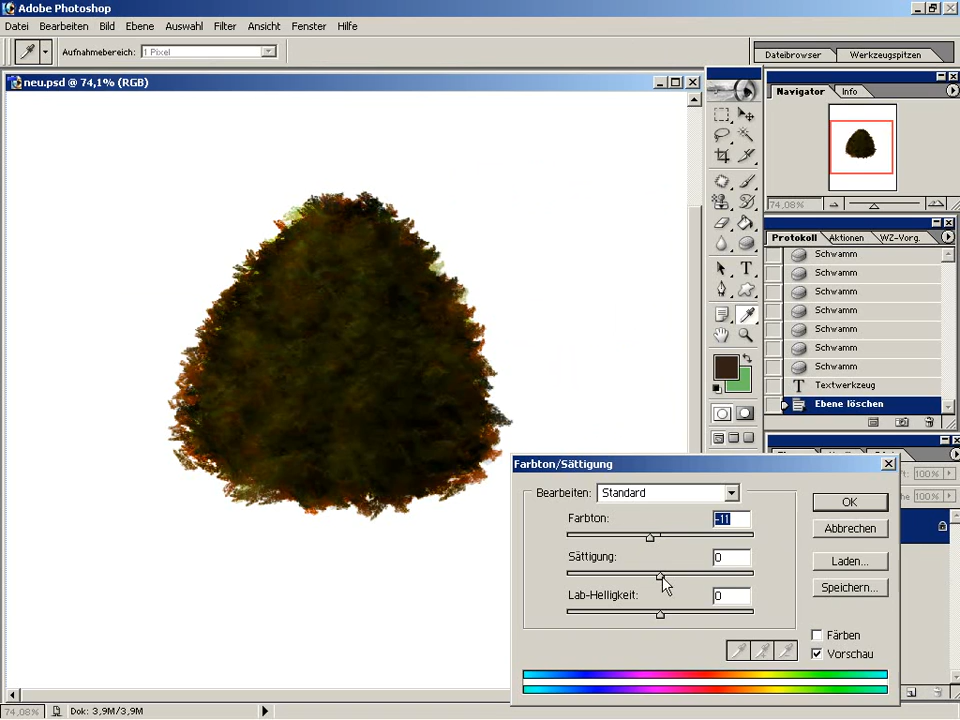 Adobe Photoshop
Datei Bearbeiten Bild Ebene Auswahl Filter Ansicht Fenster Hilfe
Aufnahmebereich: 1 Pixel
Dateibrowser Werkzeugspitzen
neu.psd @ 74,1% (RGB)
Navigator Info
74,08%
Protokoll Aktionen WZ-Vorg.
Schwamm
Schwamm
Schwamm
Schwamm
Schwamm
Schwamm
Schwamm
Textwerkzeug
Ebene löschen
Farbton/Sättigung
Bearbeiten: Standard
OK
Farbton: -11
Abbrechen
Sättigung: 0
Laden...
Speichern...
Lab-Helligkeit: 0
Färben
Vorschau
100%
100%
74,08% Dok: 3,9M/3,9M